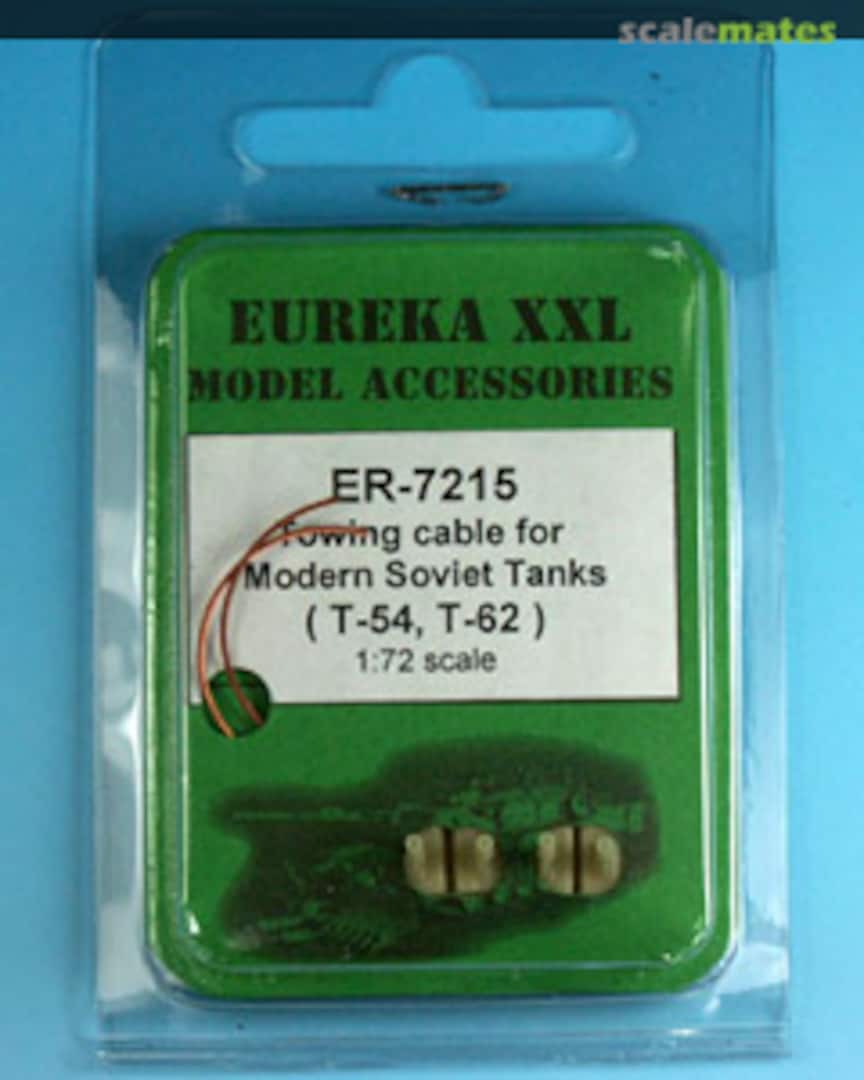 scalemates
EUREKA XXL
MODEL ACCESSORIES
ER-7215
Towing cable for
Modern Soviet Tanks
( T-54, T-62 )
1:72 scale